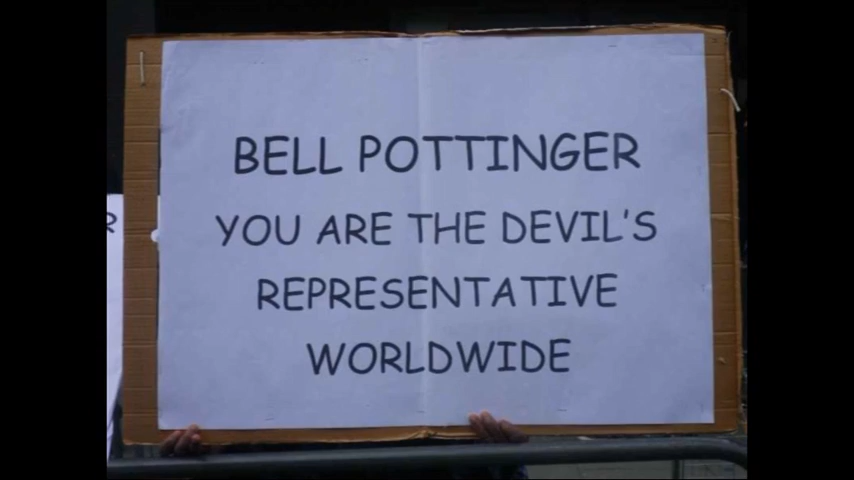 BELL POTTINGER
YOU ARE THE DEVIL'S
REPRESENTATIVE
WORLDWIDE
R